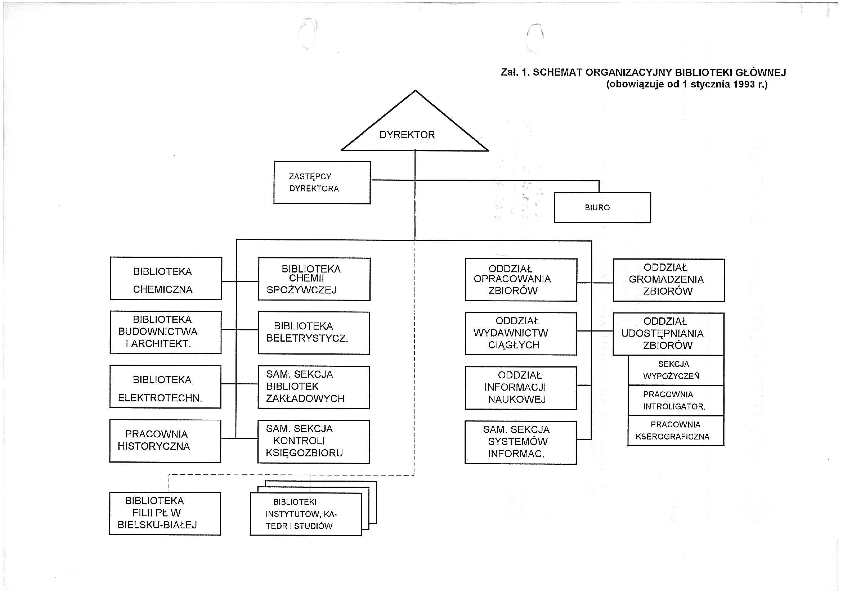 Zał. 1. SCHEMAT ORGANIZACYJNY BIBLIOTEKI GŁÓWNEJ
(obowiązuje od 1 stycznia 1993 r.)
DYREKTOR
ZASTĘPCY
DYREKTORA
BIURO
BIBLIOTEKA
CHEMICZNA
BIBLIOTEKA
CHEMII
SPOŻYWCZEJ
ODDZIAŁ
OPRACOWANIA
ZBIORÓW
ODDZIAŁ
GROMADZENIA
ZBIORÓW
BIBLIOTEKA
BUDOWNICTWA
I ARCHITEKT.
BIBLIOTEKA
BELETRYSTYCZ.
ODDZIAŁ
WYDAWNICTW
CIĄGŁYCH
ODDZIAŁ
UDOSTĘPNIANIA
ZBIORÓW
SEKCJA
WYPOŻYCZEŃ
PRACOWNIA
INTROLIGATOR.
PRACOWNIA
KSEROGRAFICZNA
BIBLIOTEKA
ELEKTROTECHN.
SAM. SEKCJA
BIBLIOTEK
ZAKŁADOWYCH
ODDZIAŁ
INFORMACJI
NAUKOWEJ
PRACOWNIA
HISTORYCZNA
SAM. SEKCJA
KONTROLI
KSIĘGOZBIORU
SAM. SEKCJA
SYSTEMÓW
INFORMAC.
BIBLIOTEKA
FILII PŁ W
BIELSKU-BIAŁEJ
BIBLIOTEKI
INSTYTUTÓW, KA-
TEDR I STUDIÓW